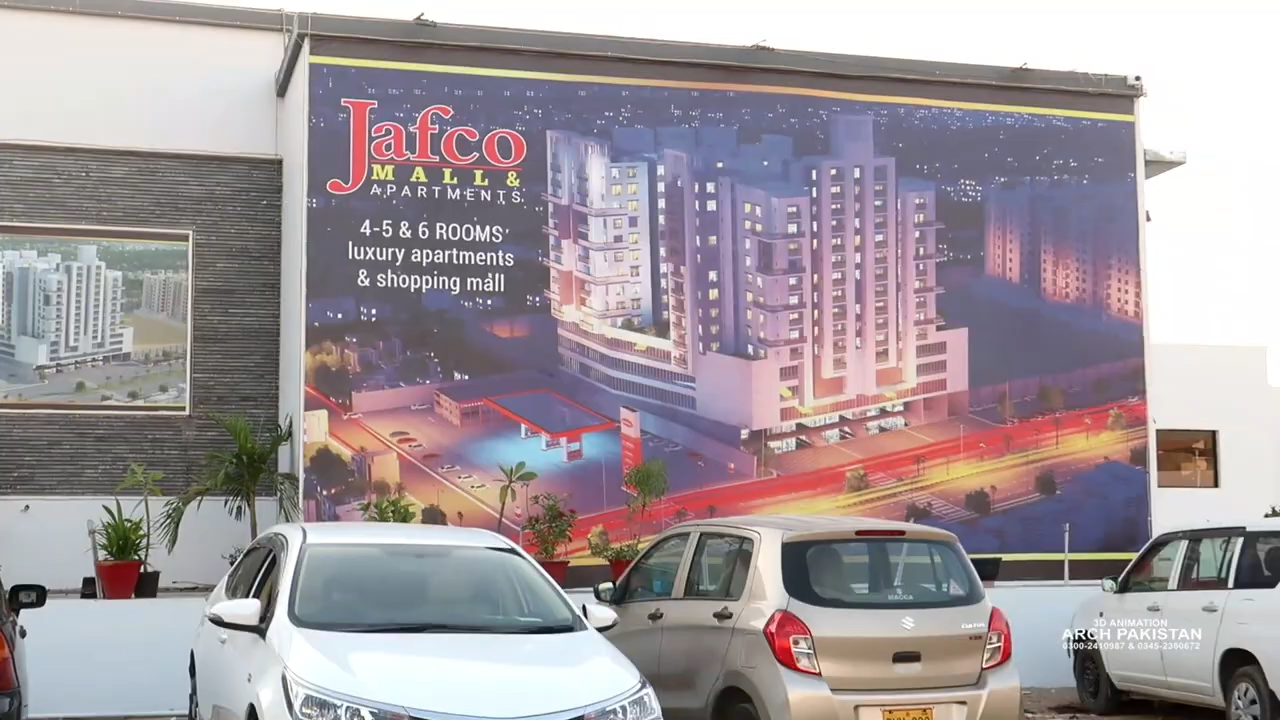 Jafco
MALL &
APARTMENTS
4-5 & 6 ROOMS
luxury apartments
& shopping mall
S
MACCA
3D ANIMATION
ARCH PAKISTAN
0300-2410987 & 0345-2380672